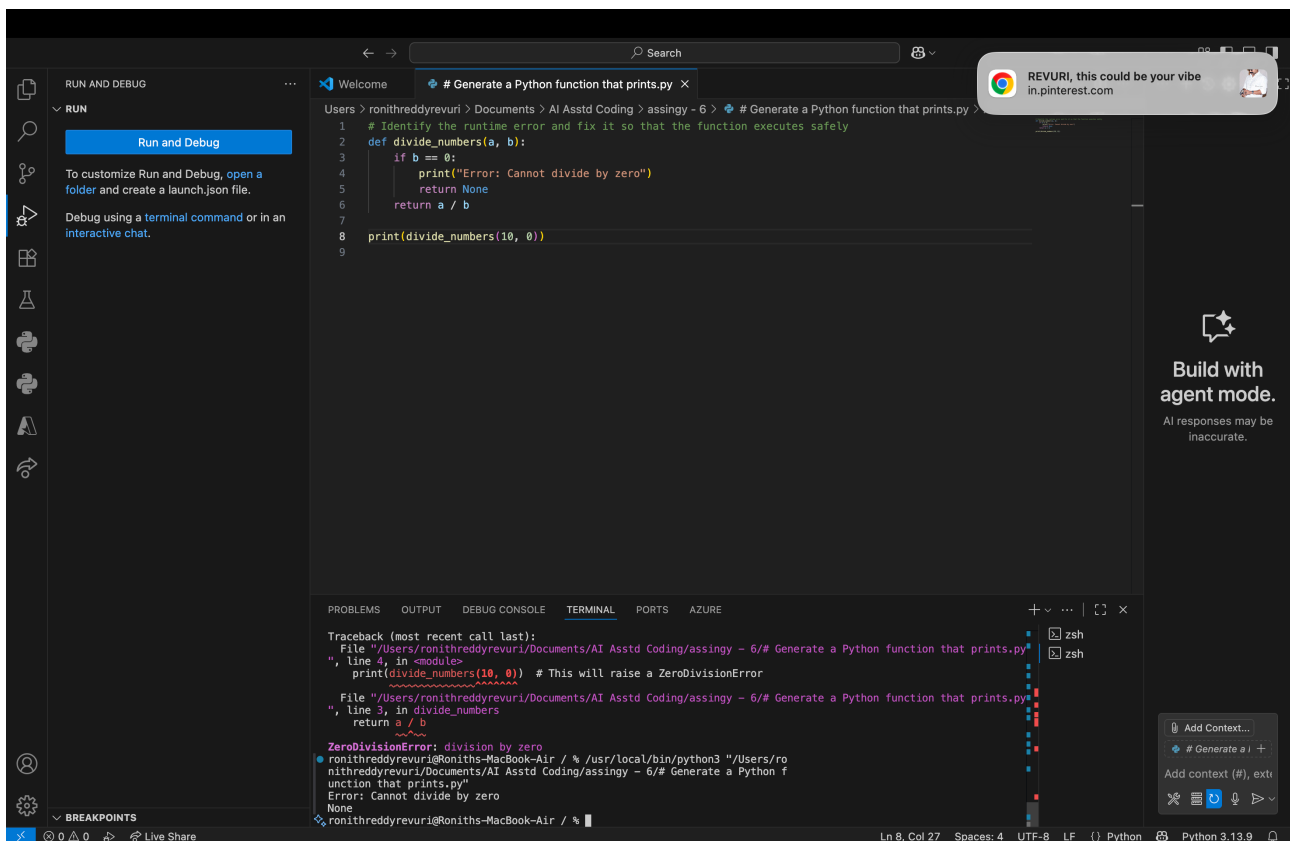 Search
REVURI, this could be your vibe
in.pinterest.com
RUN AND DEBUG
RUN
Run and Debug
To customize Run and Debug, open a
folder and create a launch.json file.
Debug using a terminal command or in an
interactive chat.
BREAKPOINTS
Welcome
# Generate a Python function that prints.py
Users > ronithreddyrevuri > Documents > AI Asstd Coding > assingy - 6 > # Generate a Python function that prints.py >
1 # Identify the runtime error and fix it so that the function executes safely
2 def divide_numbers(a, b):
3 if b == 0:
4 print("Error: Cannot divide by zero")
5 return None
6 return a / b
7
8 print(divide_numbers(10, 0))
9
PROBLEMS OUTPUT DEBUG CONSOLE TERMINAL PORTS AZURE
Traceback (most recent call last):
File "/Users/ronithreddyrevuri/Documents/AI Asstd Coding/assingy - 6/# Generate a Python function that prints.py
", line 4, in <module>
print(divide_numbers(10, 0)) # This will raise a ZeroDivisionError
~~~~~~~~~~~~~~^^^^^^^
File "/Users/ronithreddyrevuri/Documents/AI Asstd Coding/assingy - 6/# Generate a Python function that prints.py
", line 3, in divide_numbers
return a / b
~~^~~
ZeroDivisionError: division by zero
ronithreddyrevuri@Roniths-MacBook-Air / % /usr/local/bin/python3 "/Users/ro
nithreddyrevuri/Documents/AI Asstd Coding/assingy - 6/# Generate a Python f
unction that prints.py"
Error: Cannot divide by zero
None
ronithreddyrevuri@Roniths-MacBook-Air / %
zsh
zsh
Build with
agent mode.
AI responses may be
inaccurate.
Add Context...
# Generate a
Add context (#), exte
0 0 Live Share
Ln 8, Col 27 Spaces: 4 UTF-8 LF {} Python Python 3.13.9